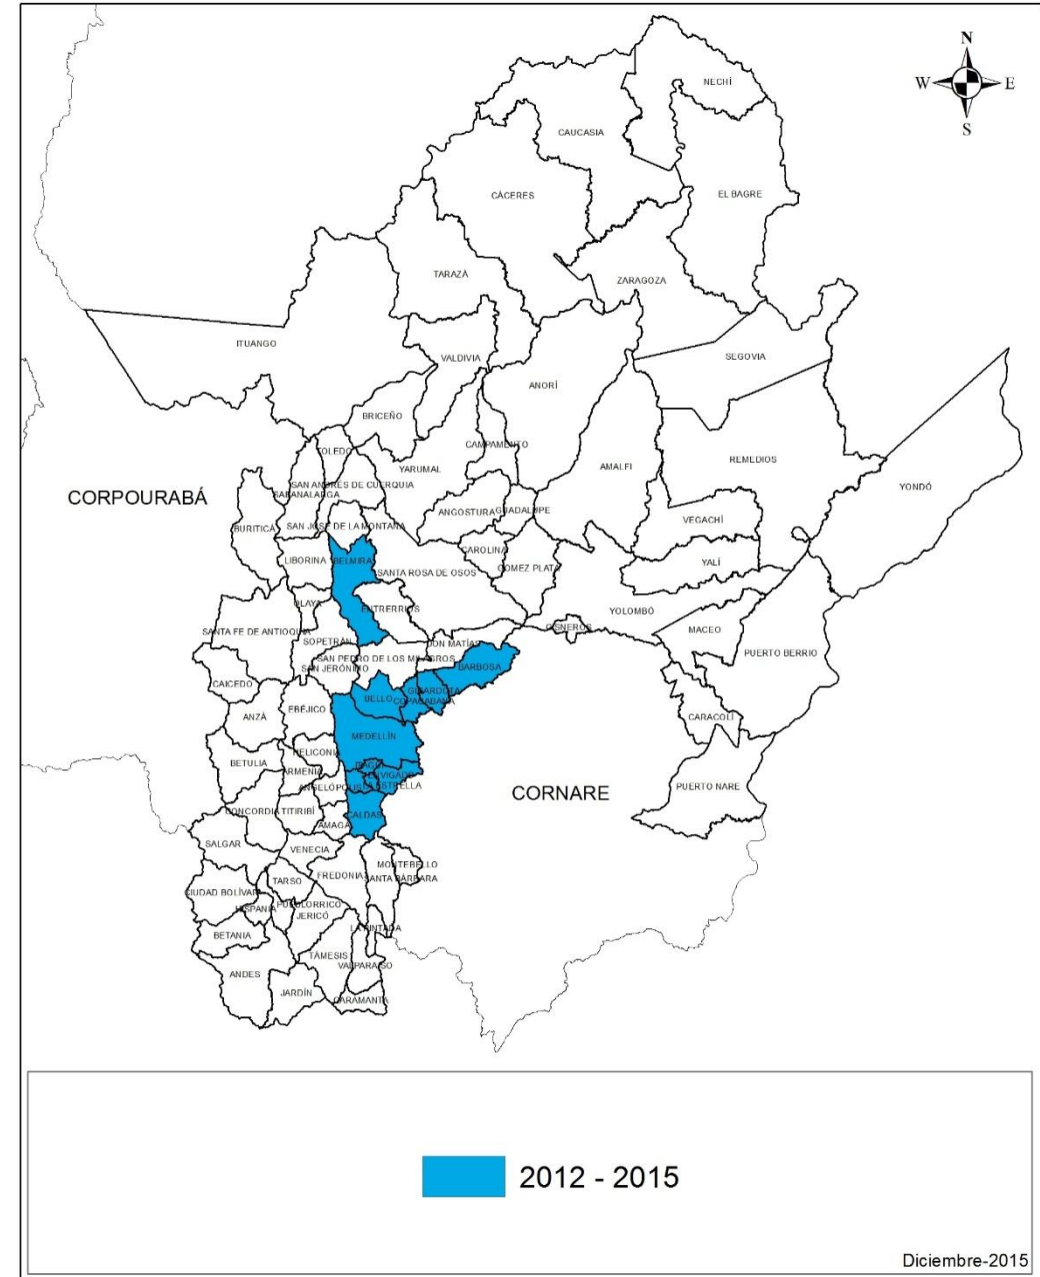 N
NECHÍ
W
E
CAUCASIA
S
EL BAGRE
CÁCERES
TARAZÁ
ZARAGOZA
ITUANGO
VALDIVIA
SEGOVIA
ANORÍ
BRICEÑO
CAMPAMENTO
TOLEDO
YARUMAL
AMALFI
REMEDIOS
SAN ANDRÉS DE CUERQUIA
YONDÓ
SABANALARGA
CORPOURABÁ
ANGOSTURA
GUADALUPE
VEGACHÍ
BURITICÁ
SAN JOSÉ DE LA MONTAÑA
CAROLINA
LIBORINA
BELMIRA
YALÍ
GÓMEZ PLATA
SANTA ROSA DE OSOS
OLAYA
ENTRERRIOS
YOLOMBÓ
CISNEROS
MACEO
SANTA FE DE ANTIOQUIA
SOPETRÁN
DON MATÍAS
PUERTO BERRIO
SAN PEDRO DE LOS MILAGROS
SAN JERÓNIMO
BARBOSA
CAICEDO
GIRARDOTA
BELLO
COPACABANA
EBÉJICO
ANZÁ
CARACOLÍ
MEDELLÍN
HELICONIA
BETULIA
ITAGUI
ARMENIA
ENVIGADO
ANGELÓPOLIS
LA ESTRELLA
PUERTO NARE
CORNARE
CONCORDIA
TITIRIBÍ
CALDAS
AMAGÁ
SALGAR
VENECIA
MONTEBELLO
FREDONIA
SANTA BÁRBARA
TARSO
CIUDAD BOLÍVAR
PUEBLORRICO
HISPANIA
JERICÓ
LA PINTADA
BETANIA
TÁMESIS
VALPARAISO
ANDES
JARDÍN
CARAMANTA
2012 - 2015
Diciembre-2015